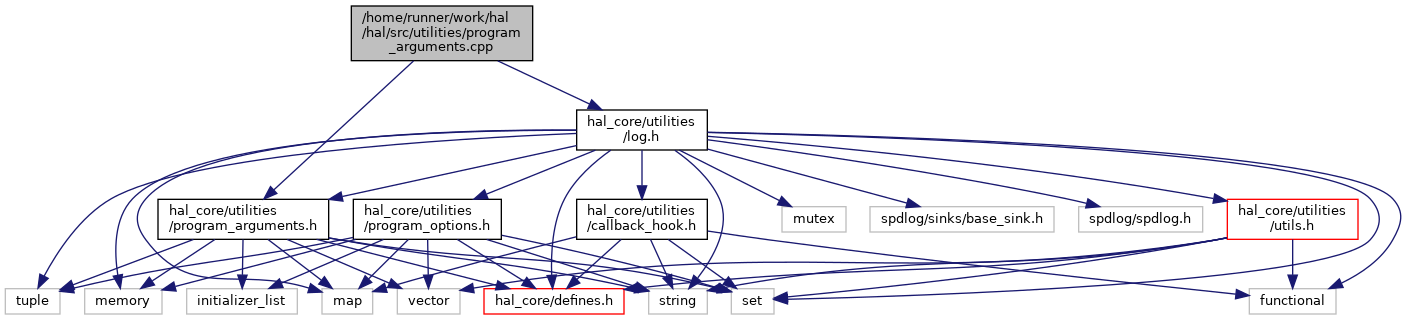 /home/runner/work/hal
/hal/src/utilities/program
_arguments.cpp
hal_core/utilities
/log.h
hal_core/utilities
/program_arguments.h
hal_core/utilities
/program_options.h
hal_core/utilities
/callback_hook.h
mutex
spdlog/sinks/base_sink.h
spdlog/spdlog.h
hal_core/utilities
/utils.h
tuple
memory
initializer_list
map
vector
hal_core/defines.h
string
set
functional